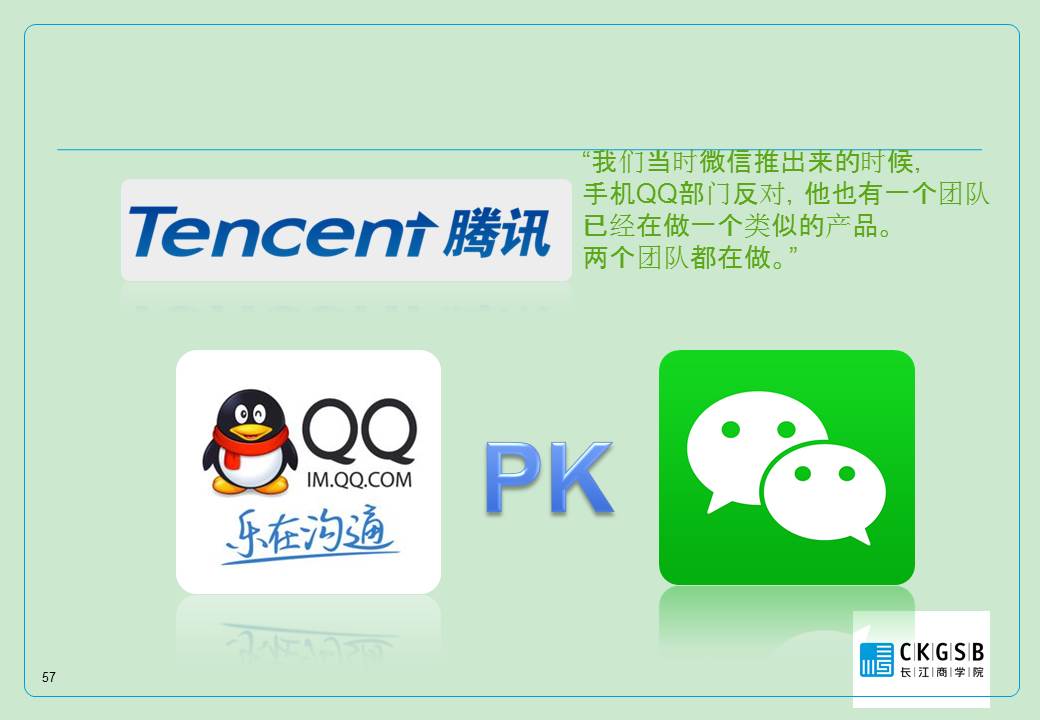 “我们当时微信推出来的时候,
手机QQ部门反对, 他也有一个团队
已经在做一个类似的产品。
两个团队都在做。”
Tencent 腾讯
QQ
IM.QQ.COM
乐在沟通
PK
CKGSB
长江商学院
57